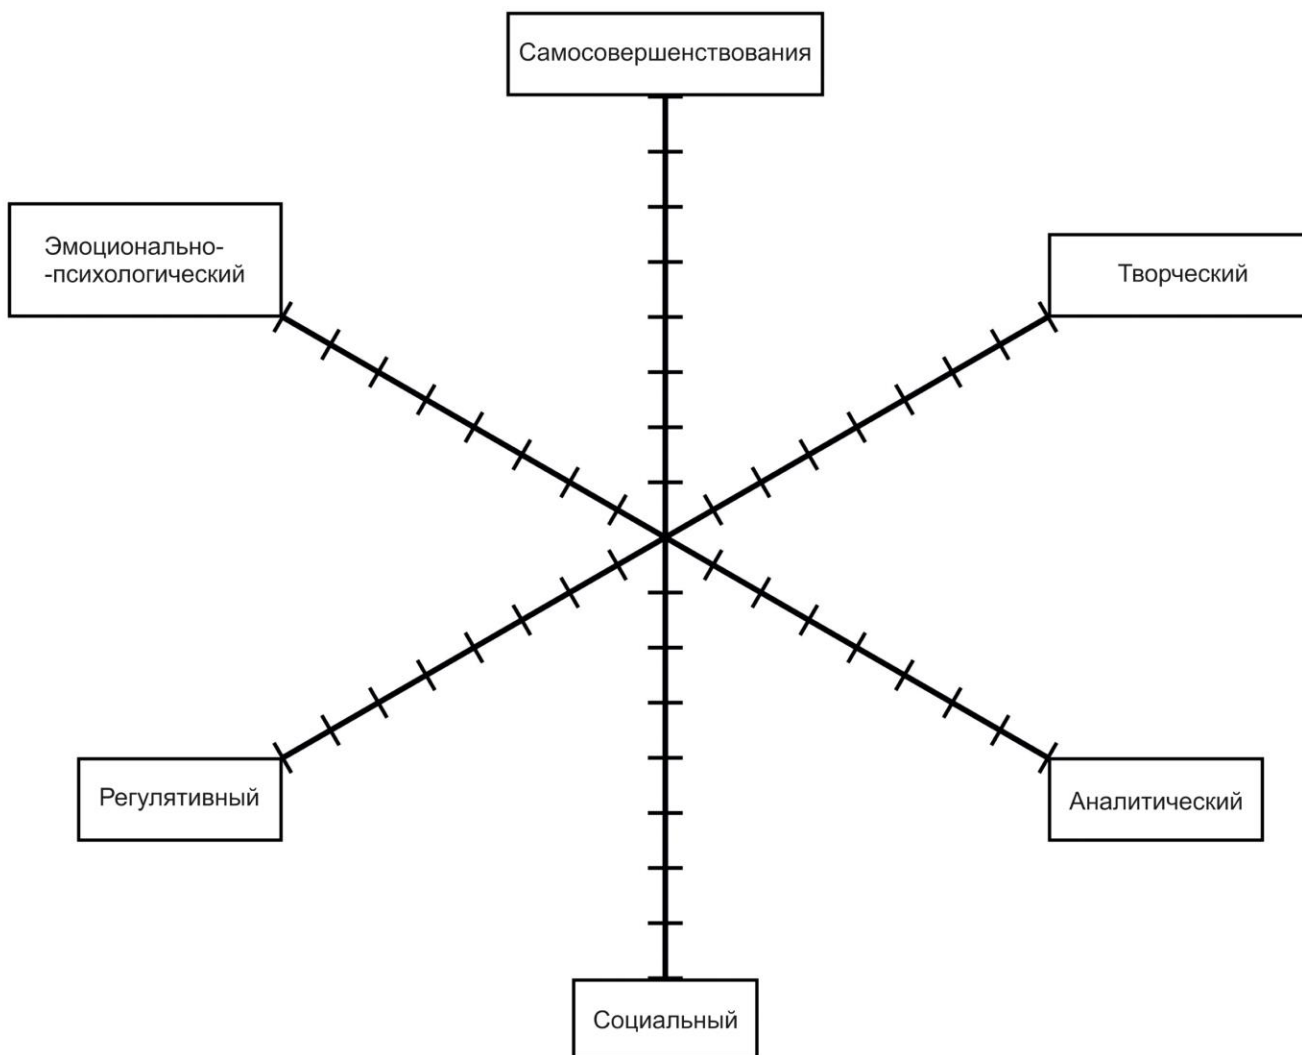 Самосовершенствования
Эмоционально-
-психологический
Творческий
Регулятивный
Аналитический
Социальный